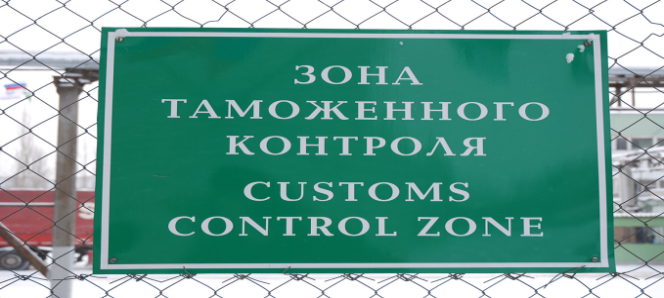 ЗОНА
ТАМОЖЕННОГО
КОНТРОЛЯ
CUSTOMS
CONTROL ZONE